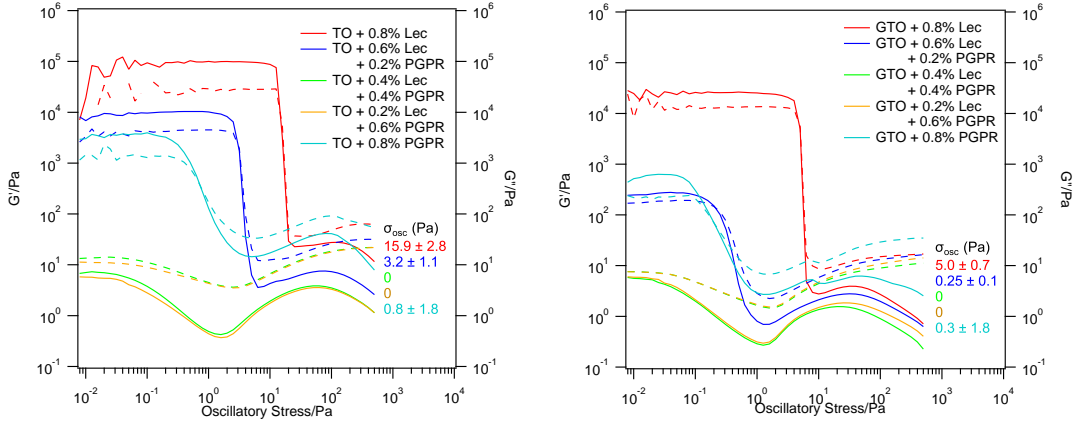 10^6
10^5
10^4
10^3
10^2
10^1
10^0
10^-1
G'/Pa
TO + 0.8% Lec
TO + 0.6% Lec
+ 0.2% PGPR
TO + 0.4% Lec
+ 0.4% PGPR
TO + 0.2% Lec
+ 0.6% PGPR
TO + 0.8% PGPR
σosc (Pa)
15.9 ± 2.8
3.2 ± 1.1
0
0
0.8 ± 1.8
10^6
10^5
10^4
10^3
10^2
10^1
10^0
10^-1
G''/Pa
10^-2 10^-1 10^0 10^1 10^2 10^3 10^4
Oscillatory Stress/Pa
10^6
10^5
10^4
10^3
10^2
10^1
10^0
10^-1
G'/Pa
GTO + 0.8% Lec
GTO + 0.6% Lec
+ 0.2% PGPR
GTO + 0.4% Lec
+ 0.4% PGPR
GTO + 0.2% Lec
+ 0.6% PGPR
GTO + 0.8% PGPR
σosc (Pa)
5.0 ± 0.7
0.25 ± 0.1
0
0
0.3 ± 1.8
10^6
10^5
10^4
10^3
10^2
10^1
10^0
10^-1
G''/Pa
10^-2 10^-1 10^0 10^1 10^2 10^3 10^4
Oscillatory Stress/Pa